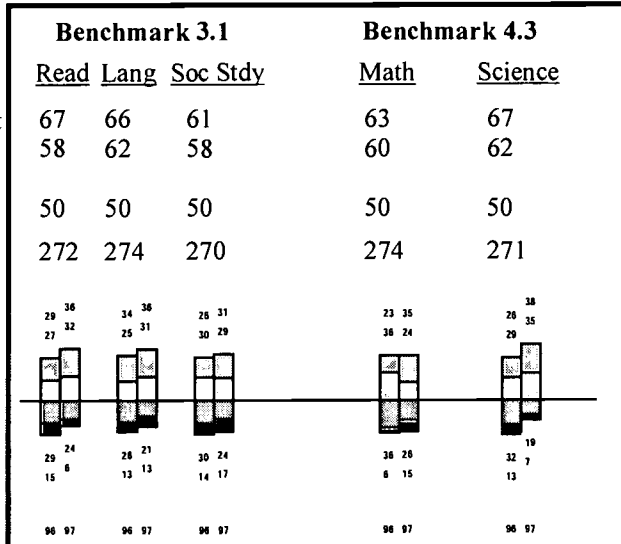 Benchmark 3.1 Benchmark 4.3
Read Lang Soc Stdy Math Science
67 66 61 63 67
58 62 58 60 62
50 50 50 50 50
272 274 270 274 271
29 36 34 36 26 31 23 35 26 38
27 32 25 31 30 29 36 24 29 35
29 24 26 21 30 24 36 26 32 19
15 6 13 13 14 17 6 15 13 7
96 97 96 97 96 97 96 97 96 97